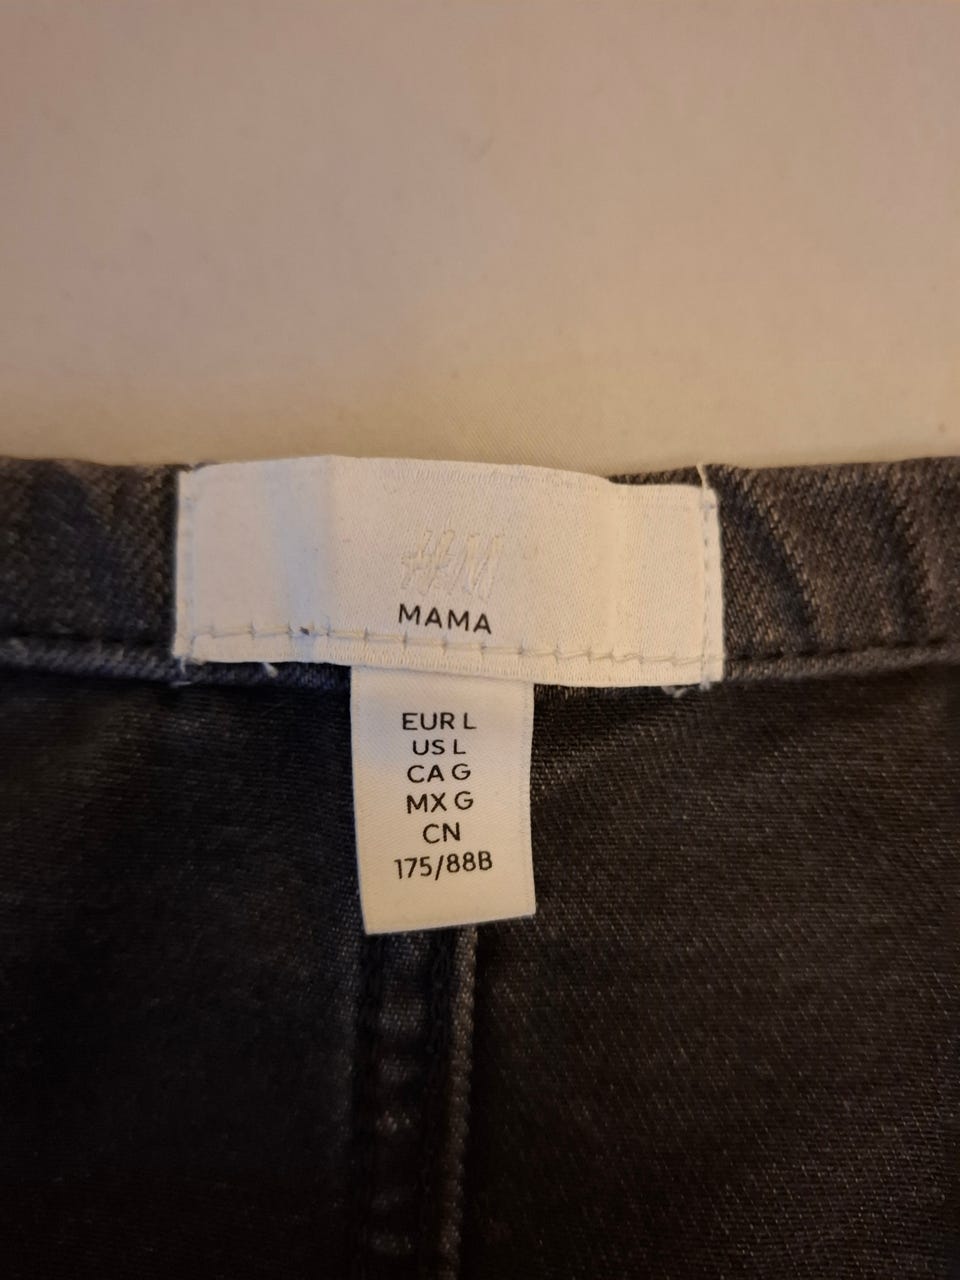 H&M
MAMA
EUR L
US L
CA G
MX G
CN
175/88B